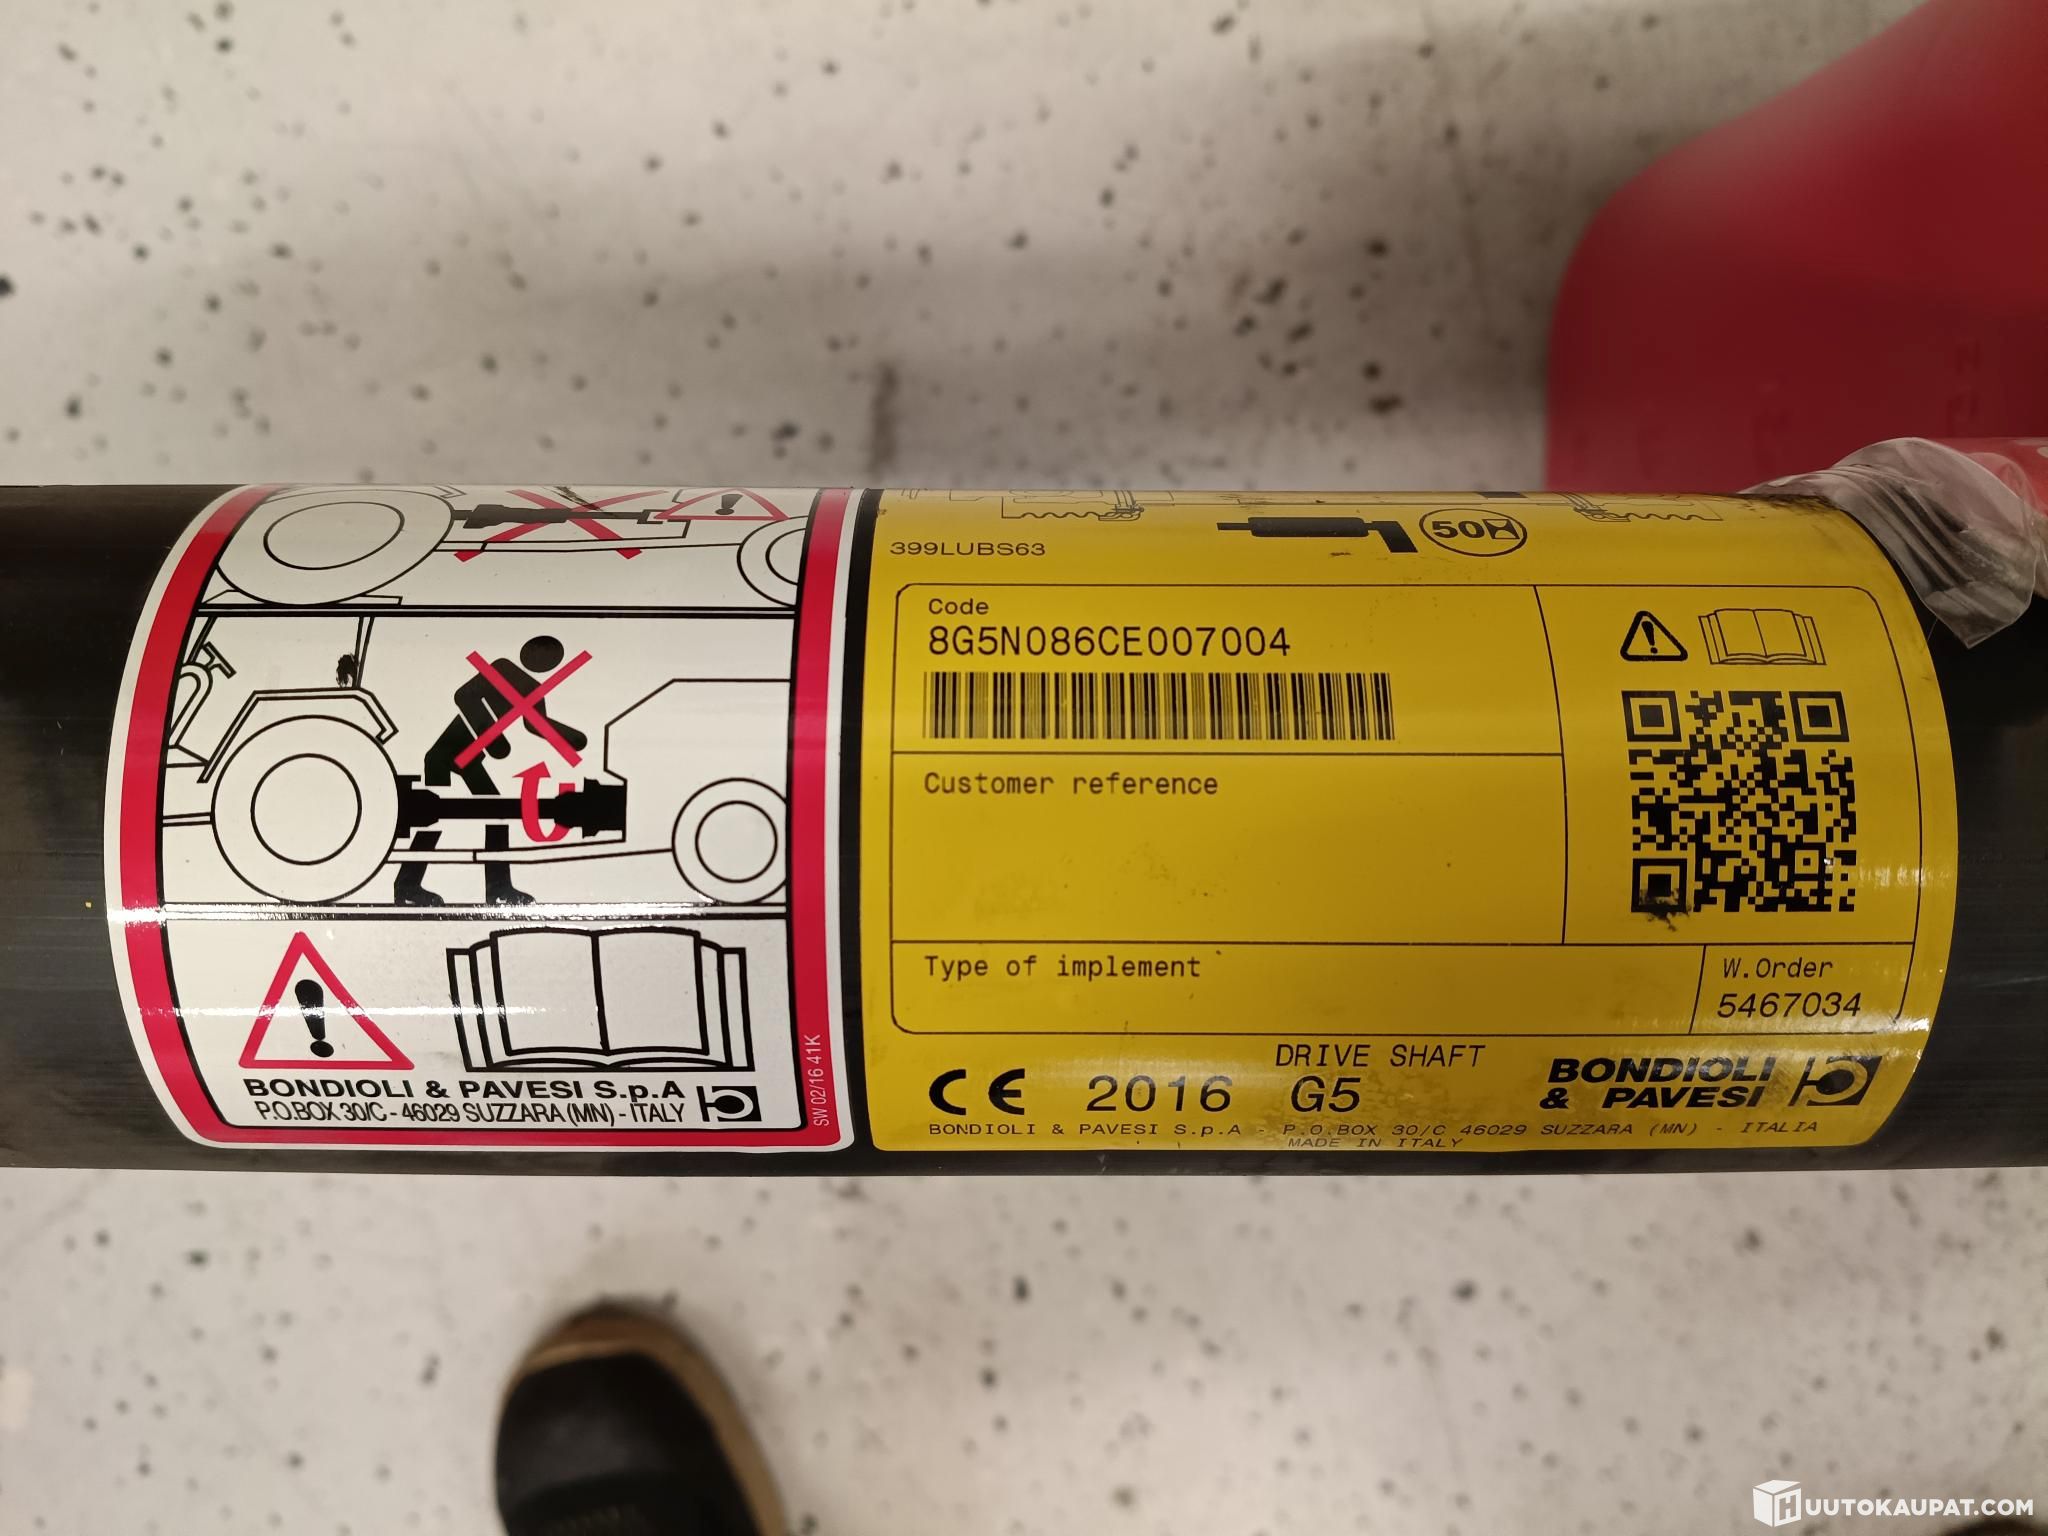 BONDIOLI & PAVESI S.p.A
P.O.BOX 30/C - 46029 SUZZARA (MN) - ITALY
SW 02/16 41K
50
399LUBS63
Code
8G5N086CE007004
Customer reference
Type of implement
W.Order
5467034
DRIVE SHAFT
CE 2016 G5
BONDIOLI
& PAVESI
BONDIOLI & PAVESI S.p.A - P.O.BOX 30/C 46029 SUZZARA (MN) - ITALIA
MADE IN ITALY
HUUTOKAUPAT.COM